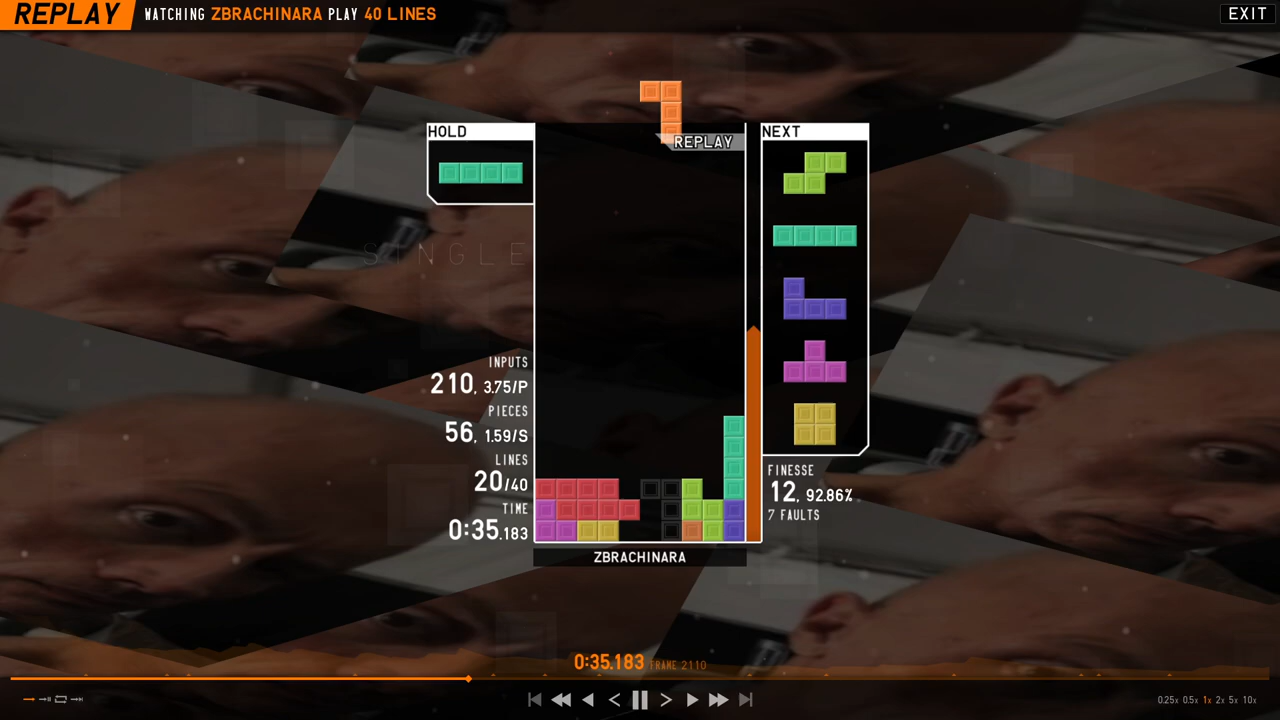 REPLAY WATCHING ZBRACHINARA PLAY 40 LINES EXIT
HOLD
NEXT
REPLAY
SINGLE
INPUTS
210, 3.75/P
PIECES
56, 1.59/S
LINES
20/40
TIME
0:35.183
FINESSE
12, 92.86%
7 FAULTS
ZBRACHINARA
0:35.183 FRAME 2110
0.25x 0.5x 1x 2x 5x 10x